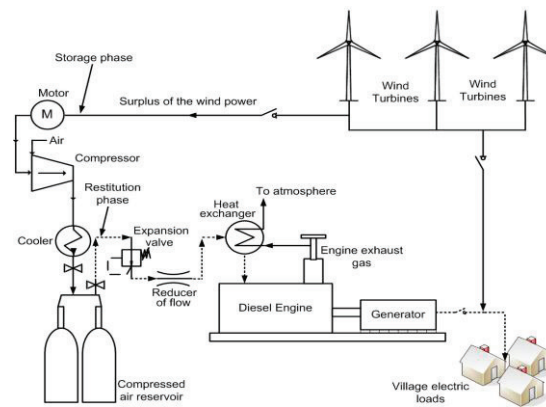 Storage phase
Motor
M
Surplus of the wind power
Wind
Turbines
Wind
Turbines
Air
Compressor
Restitution
phase
Heat
exchanger
To atmosphere
Cooler
Expansion
valve
Engine exhaust
gas
Reducer
of flow
Diesel Engine
Generator
Compressed
air reservoir
Village electric
loads